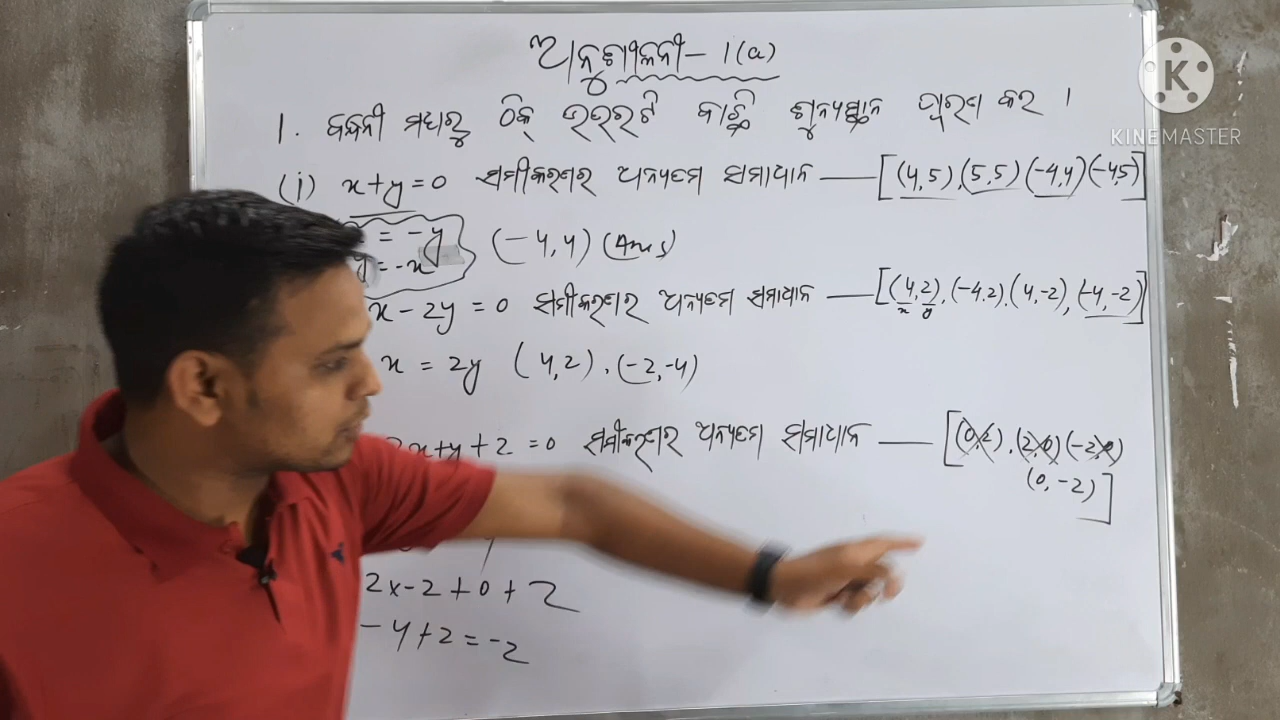 ଅନୁଶୀଳନୀ - 1(a)
1. ବନ୍ଧନୀ ମଧ୍ୟରୁ ଠିକ୍ ଉତ୍ତରଟି ବାଛି ଶୂନ୍ୟସ୍ଥାନ ପୂରଣ କର ।
(i) x+y=0 ସମୀକରଣର ଅନ୍ୟତମ ସମାଧାନ — [(4,5),(5,5)(-4,4)(-4,5)]
= -y (-4,4) (Ans)
y=-x
x-2y=0 ସମୀକରଣର ଅନ୍ୟତମ ସମାଧାନ — [(4,2),(-4,2),(4,-2),(-4,-2)]
x y
x = 2y (4,2),(-2,-4)
2x+y+2=0 ସମୀକରଣର ଅନ୍ୟତମ ସମାଧାନ — [(0,2),(2,0)(-2,0)
(0,-2)]
2x-2+0+2
-4+2=-2
K
KINEMASTER